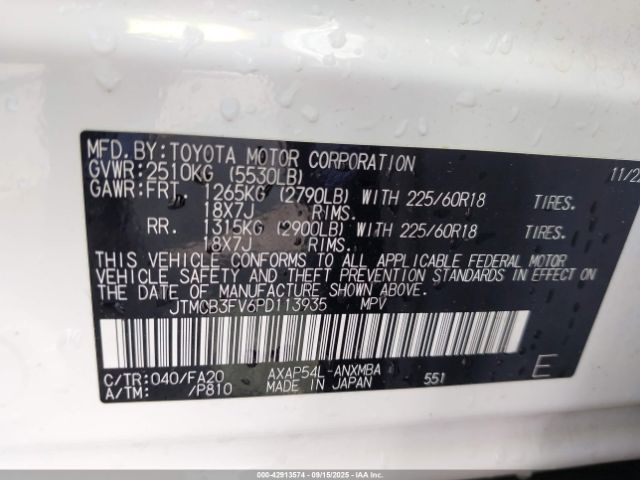 MFD.BY:TOYOTA MOTOR CORPORATION 11/2
GVWR:2510KG (5530LB)
GAWR:FRT. 1265KG (2790LB) WITH 225/60R18 TIRES.
18X7J RIMS.
RR. 1315KG (2900LB) WITH 225/60R18 TIRES.
18X7J RIMS.
THIS VEHICLE CONFORMS TO ALL APPLICABLE FEDERAL MOTOR
VEHICLE SAFETY AND THEFT PREVENTION STANDARDS IN EFFECT ON
THE DATE OF MANUFACTURE SHOWN ABOVE.
JTMCB3FV6PD113935 MPV
C/TR:040/FA20 AXAP54L-ANXMBA 551 E
A/TM: /P810 MADE IN JAPAN
000-42913574 - 09/15/2025 - IAA Inc.